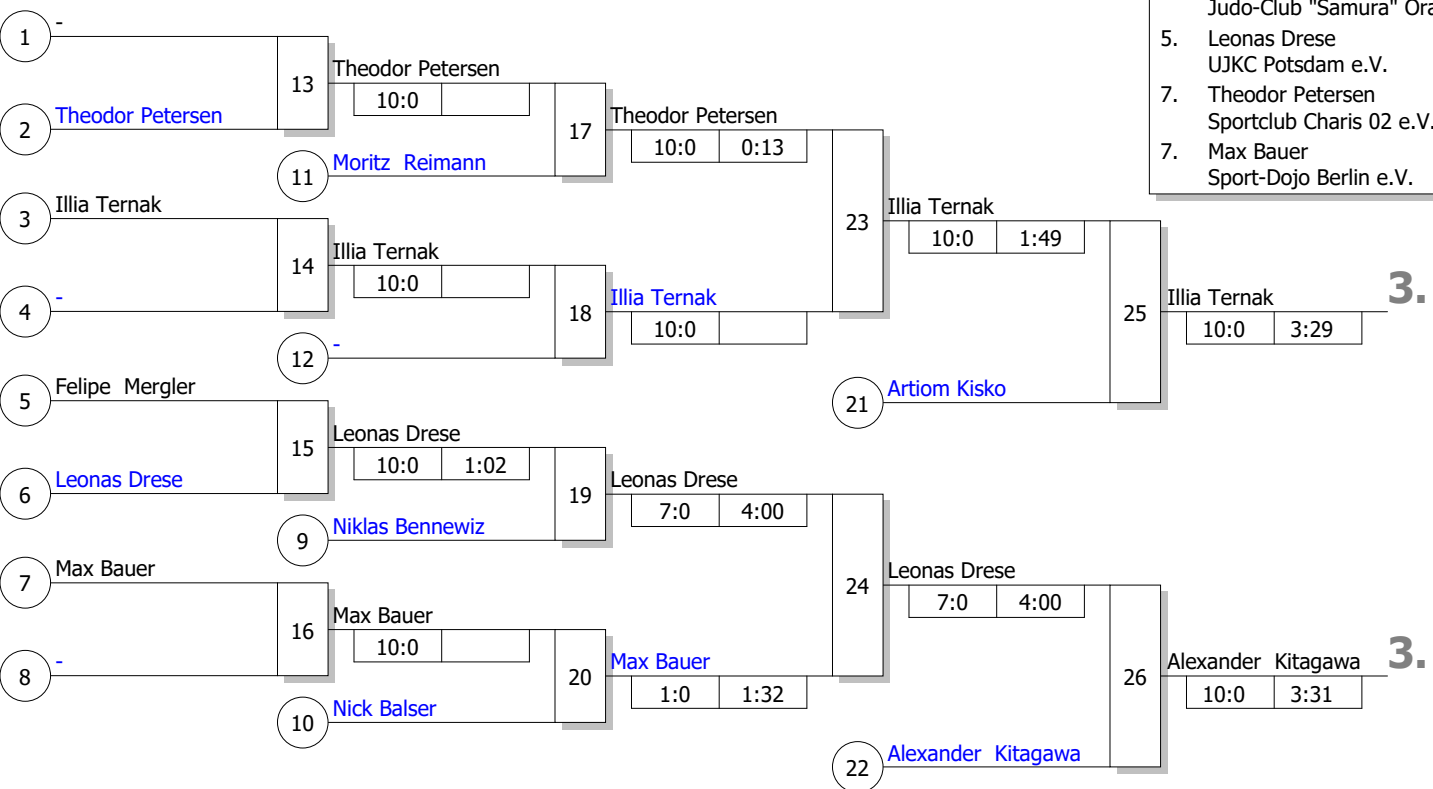 Judo-Club "Samura" Ora
5. Leonas Drese
UJKC Potsdam e.V.
7. Theodor Petersen
Sportclub Charis 02 e.V.
7. Max Bauer
Sport-Dojo Berlin e.V.
1 -
2 Theodor Petersen
13 Theodor Petersen
10:0
11 Moritz Reimann
17 Theodor Petersen
10:0 0:13
3 Illia Ternak
4 -
14 Illia Ternak
10:0
12 -
18 Illia Ternak
10:0
23 Illia Ternak
10:0 1:49
21 Artiom Kisko
25 Illia Ternak
10:0 3:29
3.
5 Felipe Mergler
6 Leonas Drese
15 Leonas Drese
10:0 1:02
9 Niklas Bennewiz
19 Leonas Drese
7:0 4:00
7 Max Bauer
8 -
16 Max Bauer
10:0
10 Nick Balser
20 Max Bauer
1:0 1:32
24 Leonas Drese
7:0 4:00
22 Alexander Kitagawa
26 Alexander Kitagawa
10:0 3:31
3.